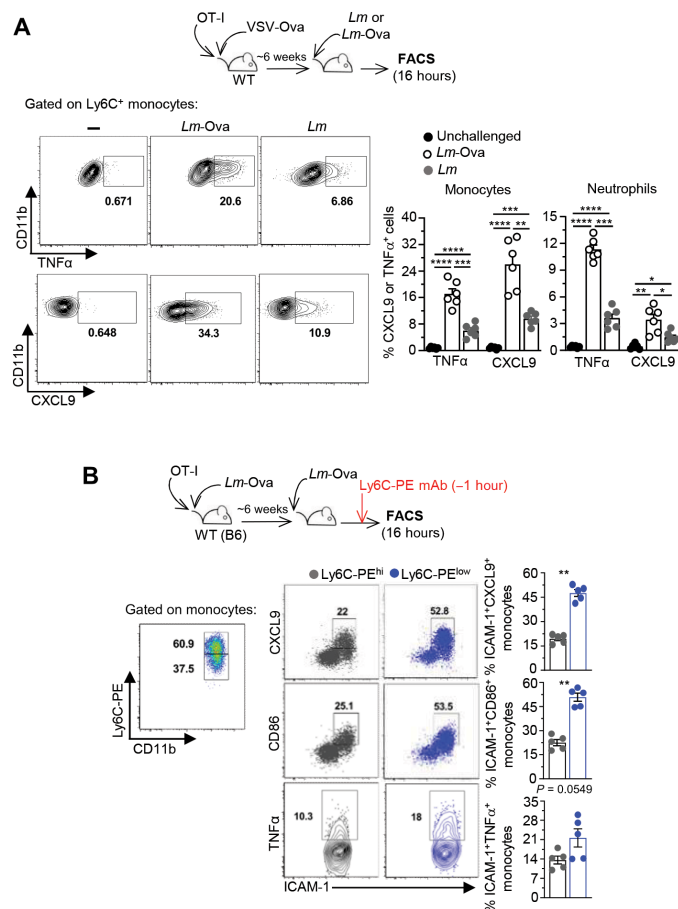 A
OT-I
VSV-Ova
Lm or
Lm-Ova
~6 weeks
WT
FACS
(16 hours)
Gated on Ly6C+ monocytes:
– Lm-Ova Lm
0.671 20.6 6.86
CD11b
TNFα
0.648 34.3 10.9
CD11b
CXCL9
Unchallenged
Lm-Ova
Lm
Monocytes Neutrophils
% CXCL9 or TNFα+ cells
40
32
24
16
8
0
**** **** *** *** **** **
TNFα CXCL9
15
12
9
6
3
0
**** **** *** * ** *
TNFα CXCL9
B
OT-I
Lm-Ova
Lm-Ova
Ly6C-PE mAb (–1 hour)
~6 weeks
WT (B6)
FACS
(16 hours)
Gated on monocytes:
60.9
37.5
Ly6C-PE
CD11b
Ly6C-PEhi Ly6C-PElow
CXCL9
22 52.8
CD86
25.1 53.5
TNFα
10.3 18
ICAM-1
% ICAM-1+CXCL9+
monocytes
60
45
30
15
0
**
% ICAM-1+CD86+
monocytes
60
45
30
15
0
**
P = 0.0549
% ICAM-1+TNFα+
monocytes
35
28
21
14
7
0